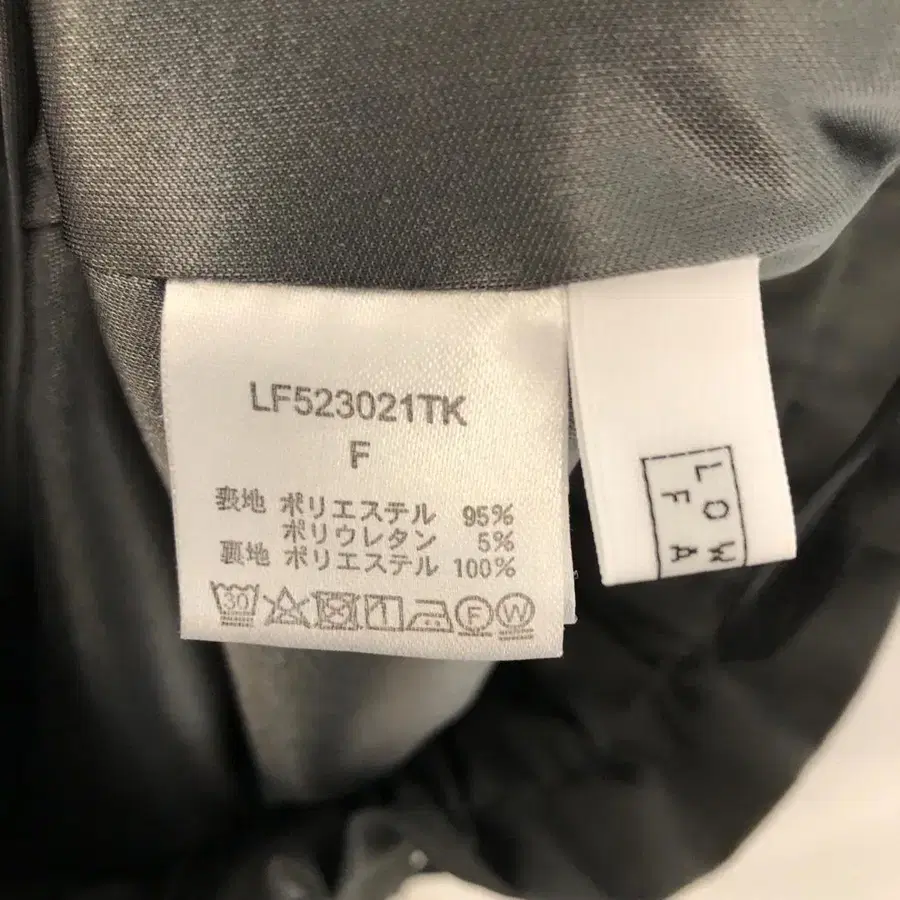 LF523021TK
F
表地 ポリエステル 95%
ポリウレタン 5%
裏地 ポリエステル 100%
30
F
W
LOW
F
A